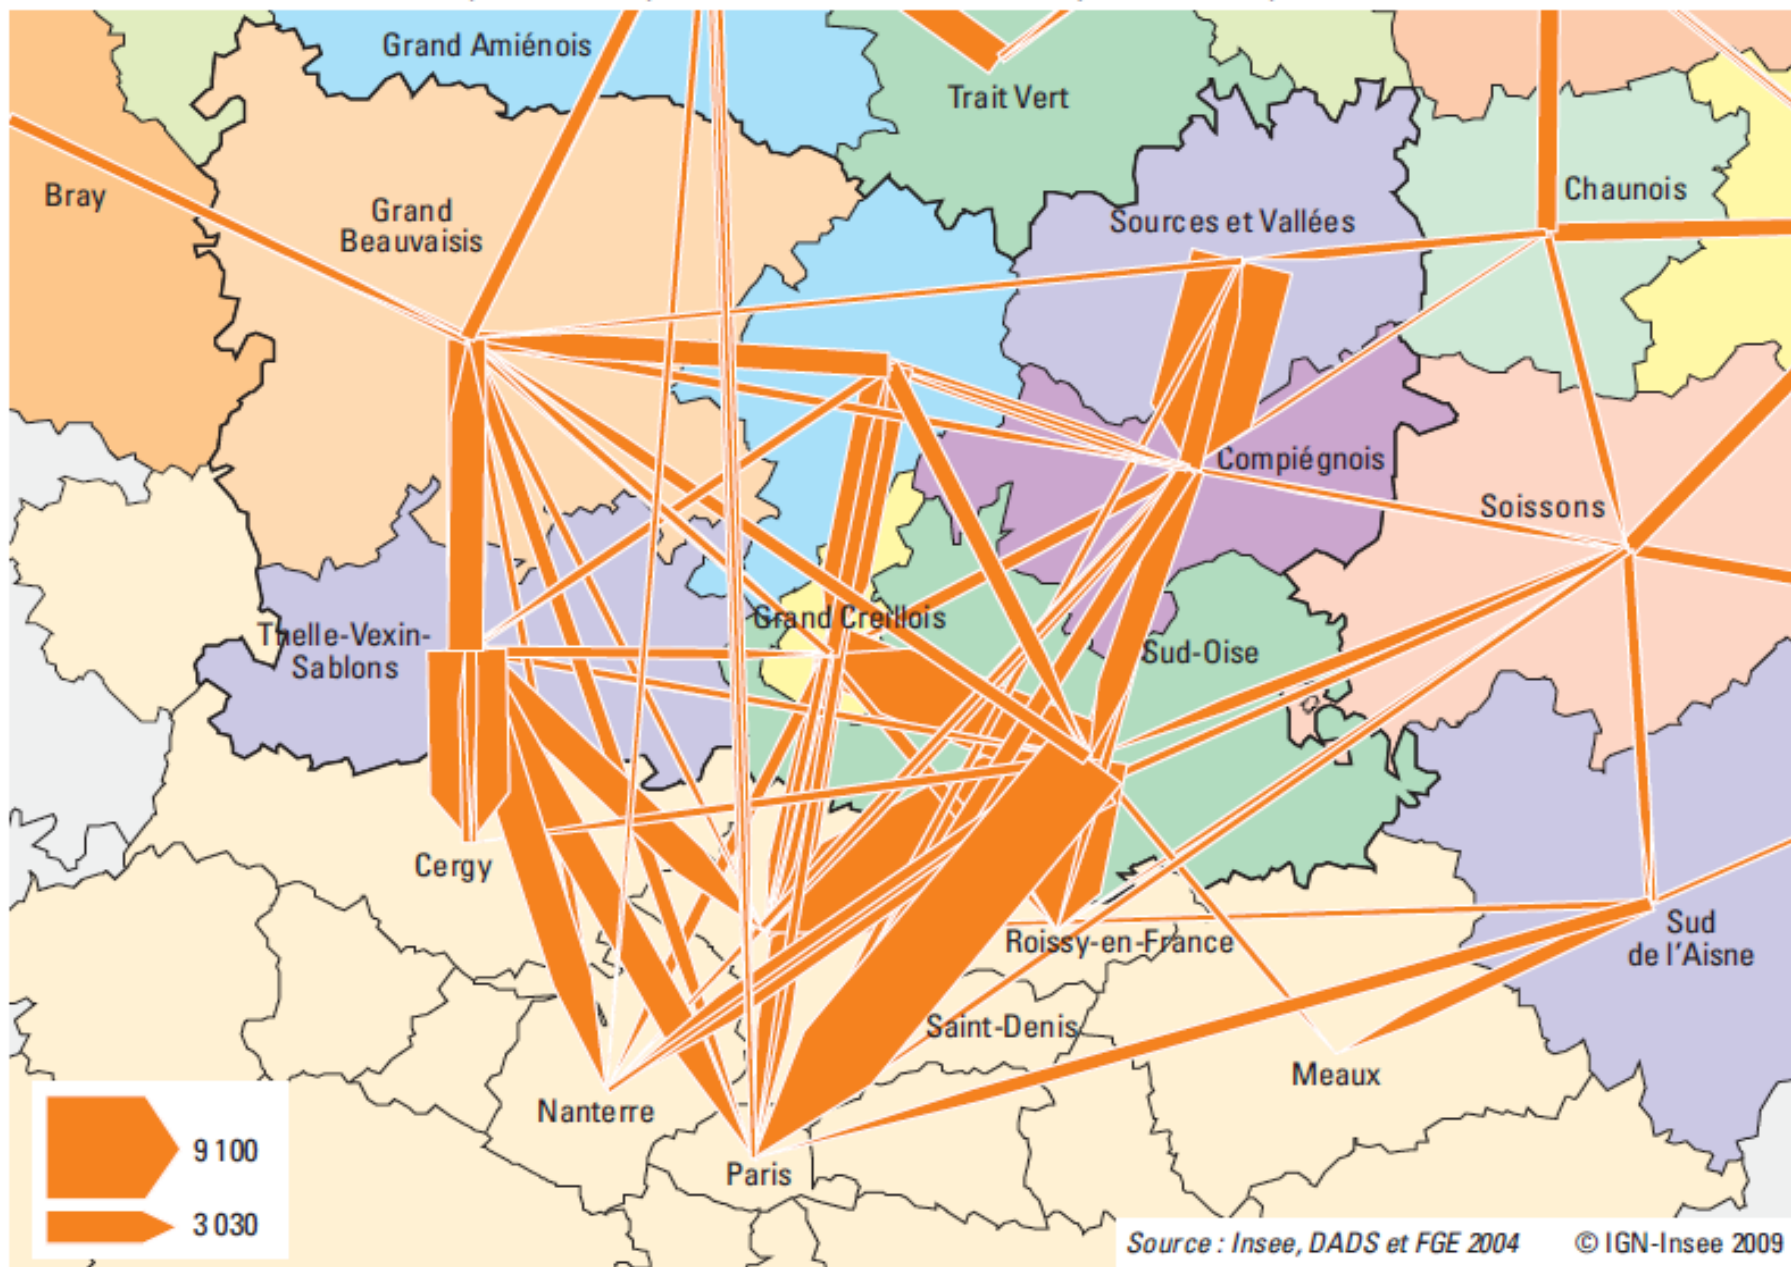 Grand Amiénois
Trait Vert
Bray
Grand
Beauvaisis
Sources et Vallées
Chaunois
Compiégnois
Soissons
Thelle-Vexin-
Sablons
Grand Creillois
Sud-Oise
Cergy
Roissy-en-France
Sud
de l'Aisne
Saint-Denis
Meaux
Nanterre
Paris
9 100
3 030
Source : Insee, DADS et FGE 2004 © IGN-Insee 2009